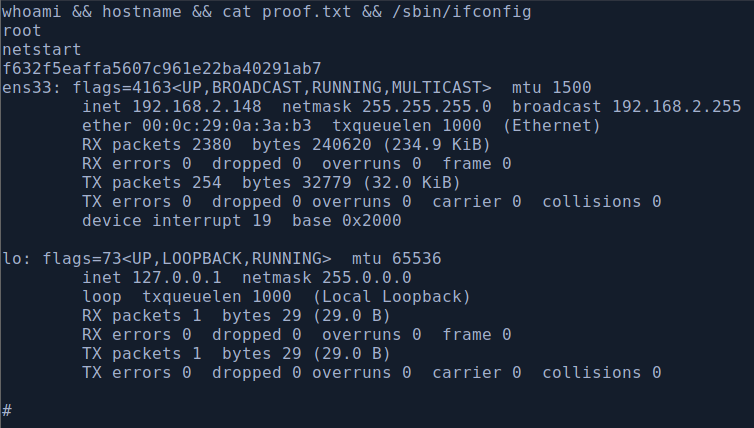 whoami && hostname && cat proof.txt && /sbin/ifconfig
root
netstart
f632f5eaffa5607c961e22ba40291ab7
ens33: flags=4163<UP,BROADCAST,RUNNING,MULTICAST>  mtu 1500
        inet 192.168.2.148  netmask 255.255.255.0  broadcast 192.168.2.255
        ether 00:0c:29:0a:3a:b3  txqueuelen 1000  (Ethernet)
        RX packets 2380  bytes 240620 (234.9 KiB)
        RX errors 0  dropped 0  overruns 0  frame 0
        TX packets 254  bytes 32779 (32.0 KiB)
        TX errors 0  dropped 0 overruns 0  carrier 0  collisions 0
        device interrupt 19  base 0x2000

lo: flags=73<UP,LOOPBACK,RUNNING>  mtu 65536
        inet 127.0.0.1  netmask 255.0.0.0
        loop  txqueuelen 1000  (Local Loopback)
        RX packets 1  bytes 29 (29.0 B)
        RX errors 0  dropped 0  overruns 0  frame 0
        TX packets 1  bytes 29 (29.0 B)
        TX errors 0  dropped 0 overruns 0  carrier 0  collisions 0

#